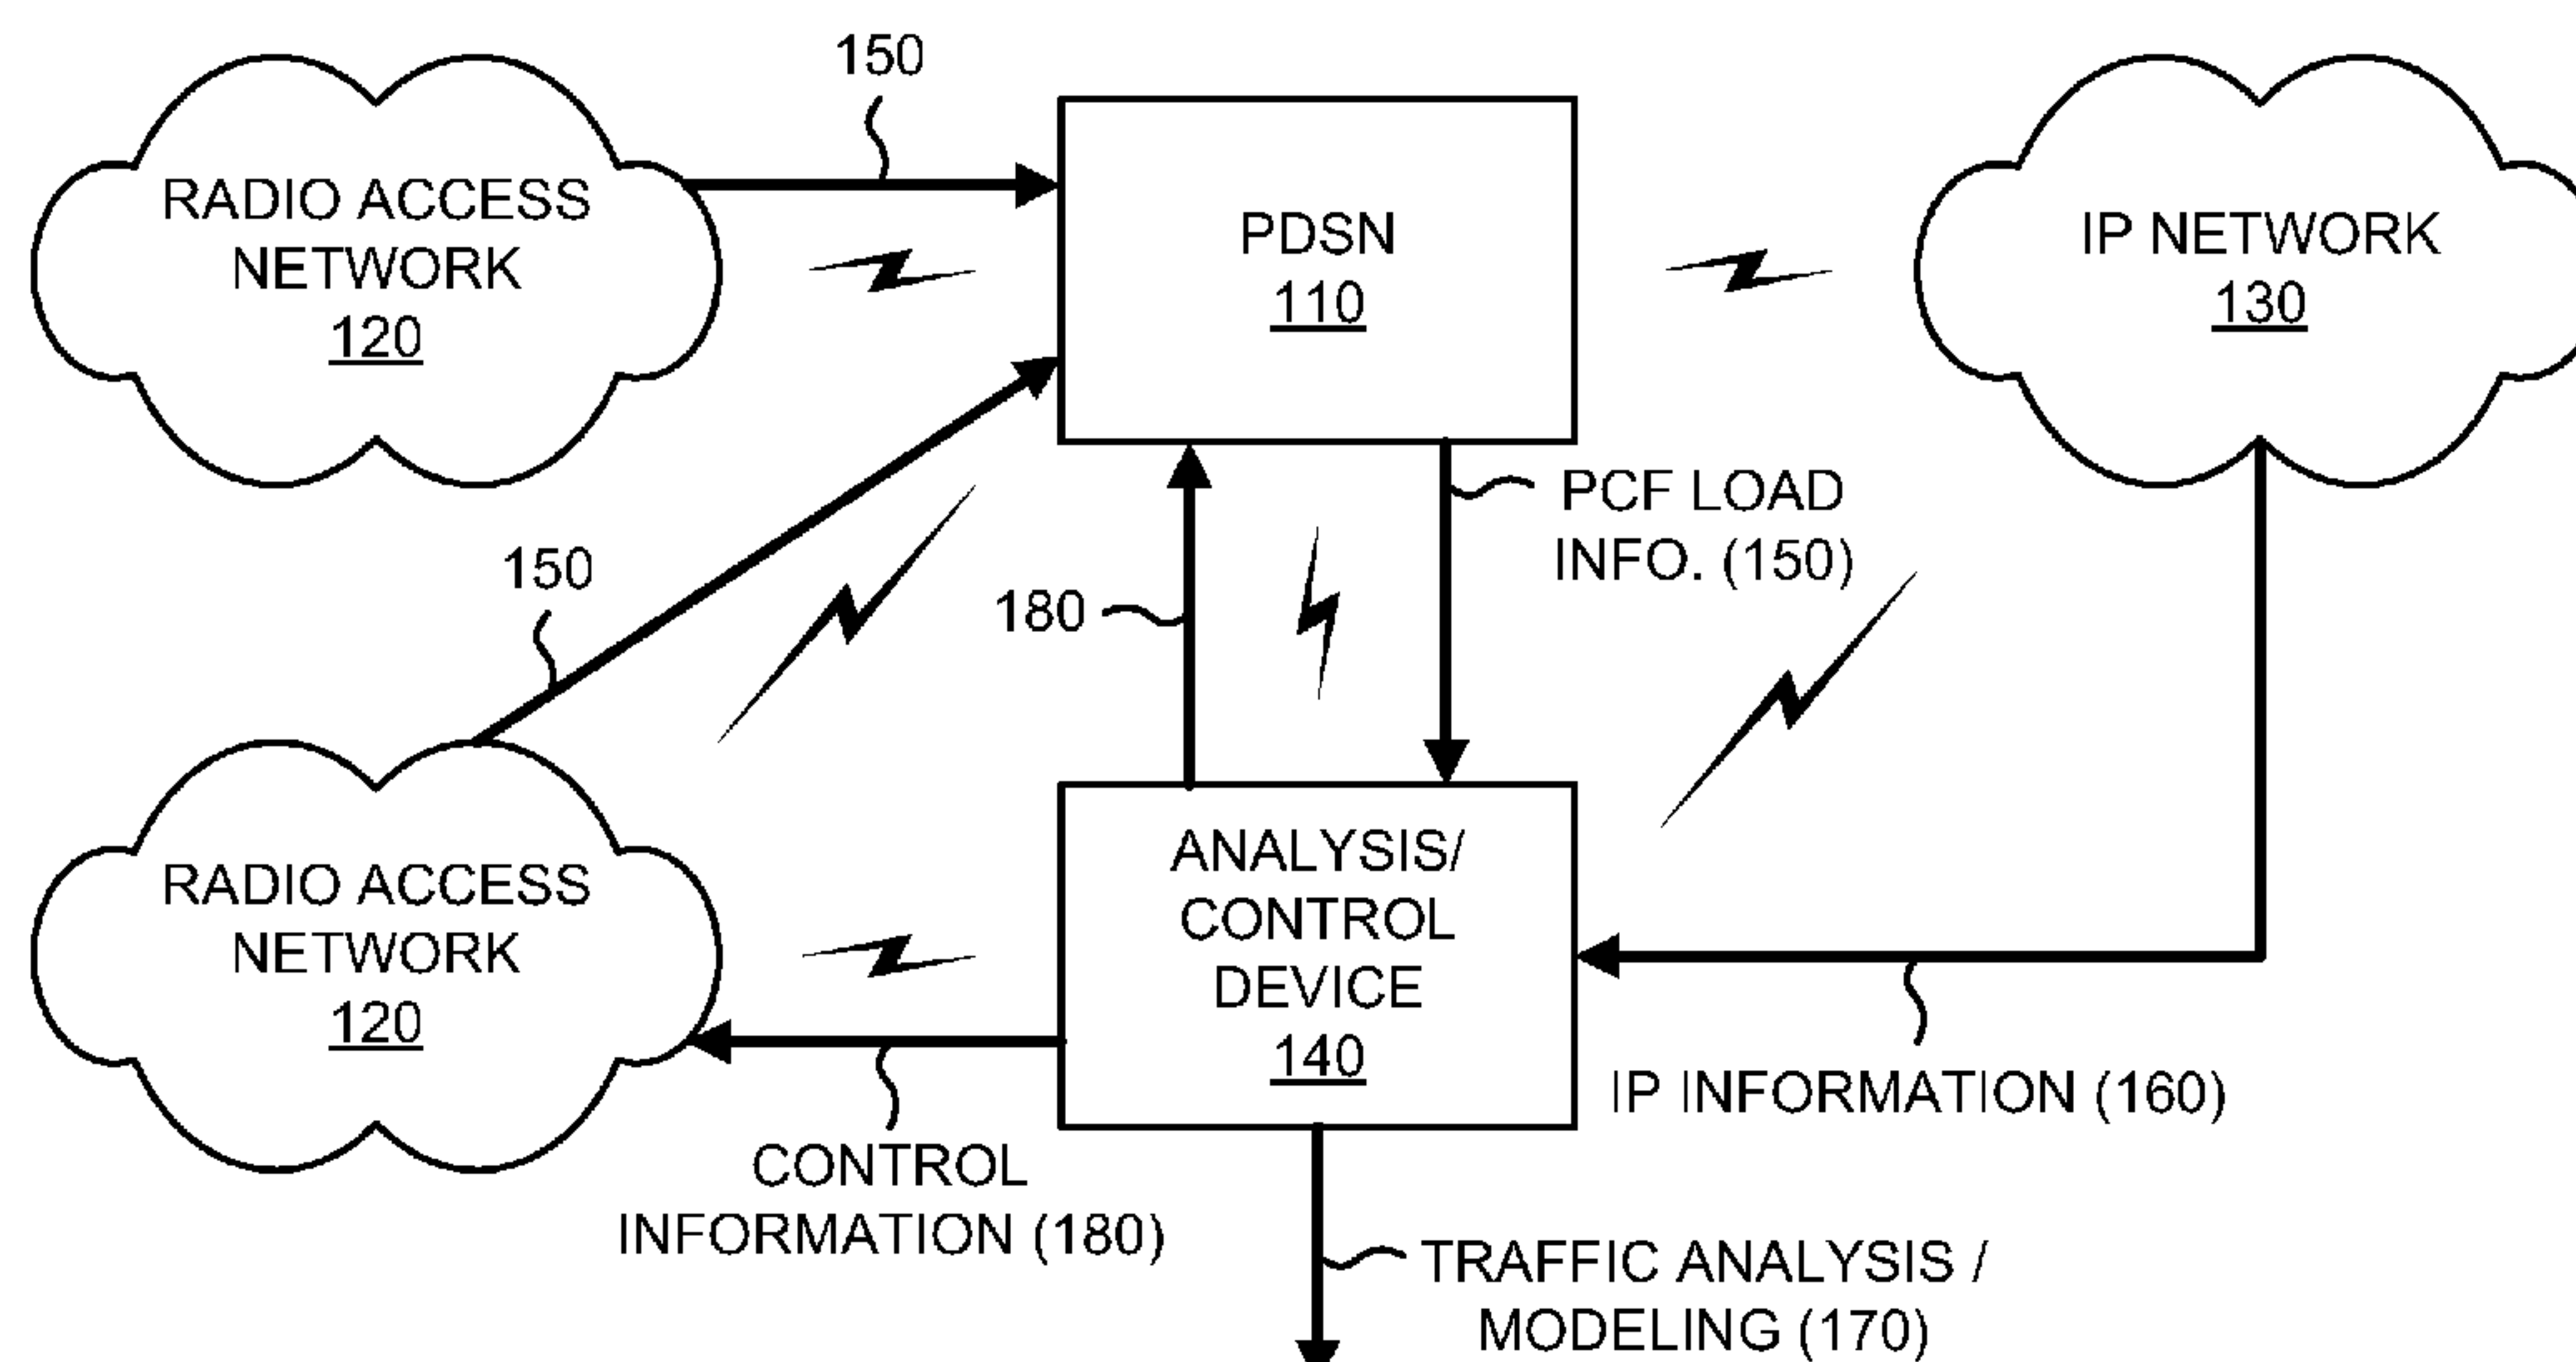 150
RADIO ACCESS
NETWORK
120
PDSN
110
IP NETWORK
130
PCF LOAD
INFO. (150)
150
180
RADIO ACCESS
NETWORK
120
ANALYSIS/
CONTROL
DEVICE
140
IP INFORMATION (160)
CONTROL
INFORMATION (180)
TRAFFIC ANALYSIS /
MODELING (170)